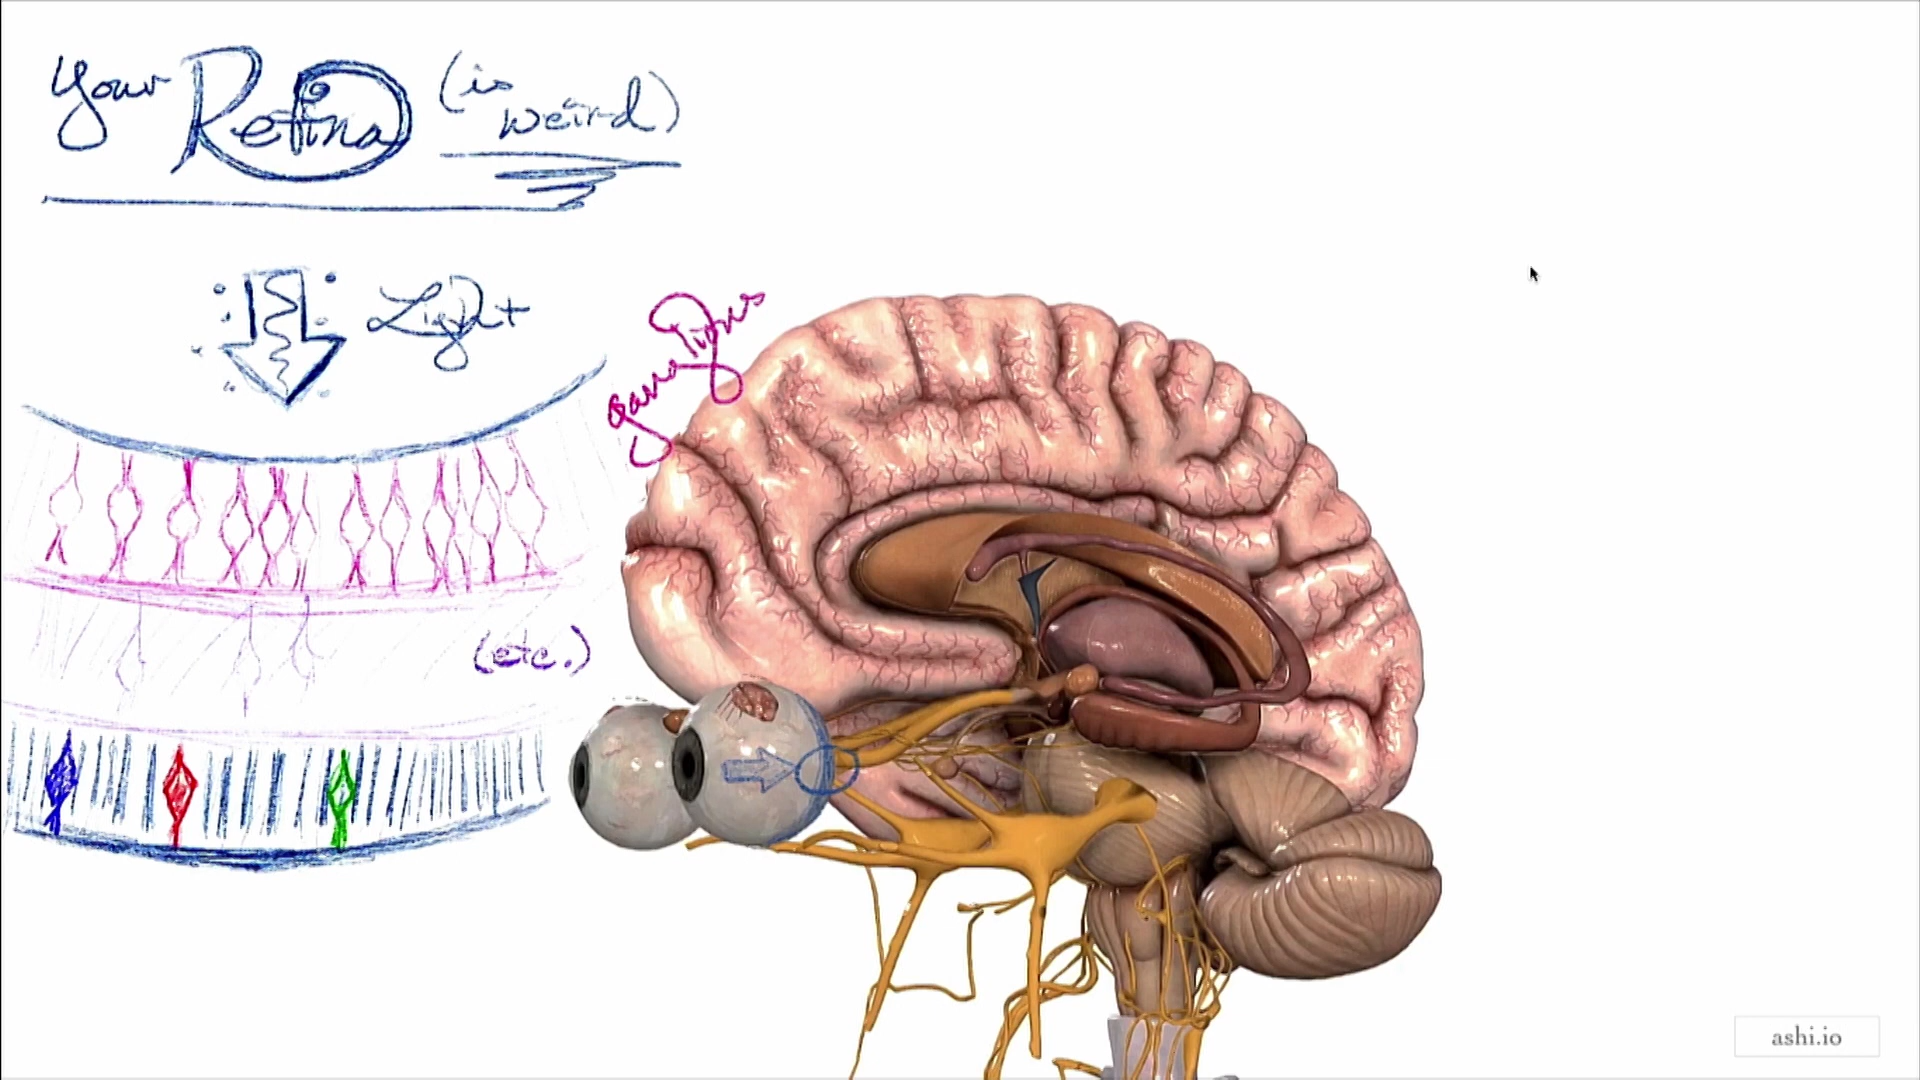 your Retina (is
weird)
Light
ganglions
(etc.)
ashi.io